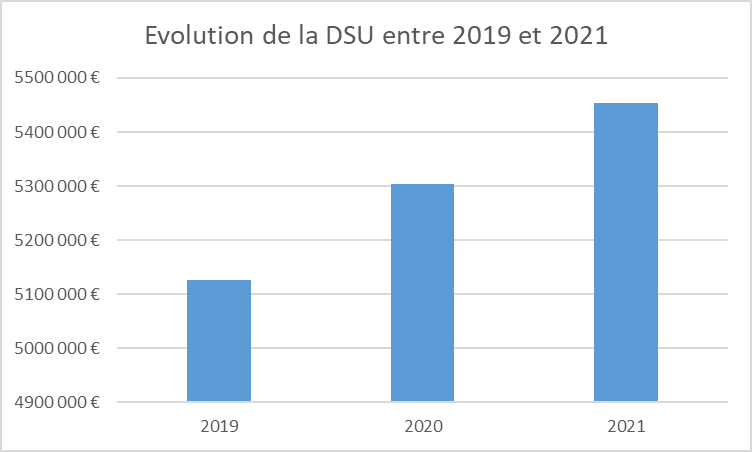 Evolution de la DSU entre 2019 et 2021
5500 000 €
5400 000 €
5300 000 €
5200 000 €
5100 000 €
5000 000 €
4900 000 €
2019 2020 2021